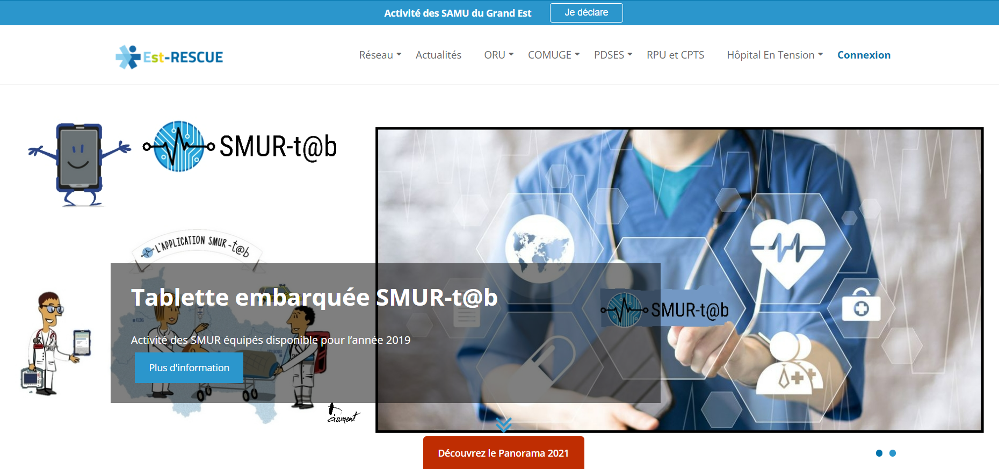 Activité des SAMU du Grand Est
Je déclare
Est-RESCUE
Réseau
Actualités
ORU
COMUGE
PDSES
RPU et CPTS
Hôpital En Tension
Connexion
SMUR-t@b
L'APPLICATION SMUR-t@b
Tablette embarquée SMUR-t@b
SMUR-t@b
Activité des SMUR équipés disponible pour l’année 2019
Plus d'information
Découvrez le Panorama 2021